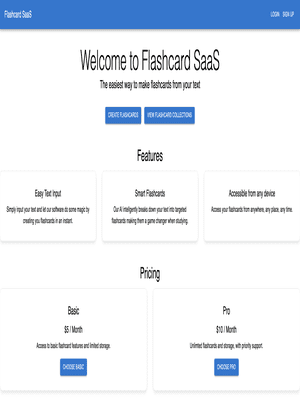 Flashcard SaaS
LOGIN SIGN UP
Welcome to Flashcard SaaS
The easiest way to make flashcards from your text
CREATE FLASHCARDS VIEW FLASHCARD COLLECTIONS
Features
Easy Text Input
Simply input your text and let our software do some magic by
creating you flashcards in an instant.
Smart Flashcards
Our AI intelligently breaks down your text into targeted
flashcards making them a game changer when studying.
Accessible from any device
Access your flashcards from anywhere, any place, any time.
Pricing
Basic
$5 / Month
Access to basic flashcard features and limited storage.
CHOOSE BASIC
Pro
$10 / Month
Unlimited flashcards and storage, with priority support.
CHOOSE PRO